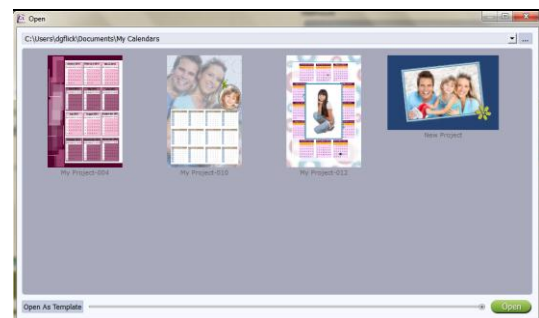 Open
C:\Users\dgflick\Documents\My Calendars
...
My Project-004
My Project-010
My Project-012
New Project
Open As Template
Open